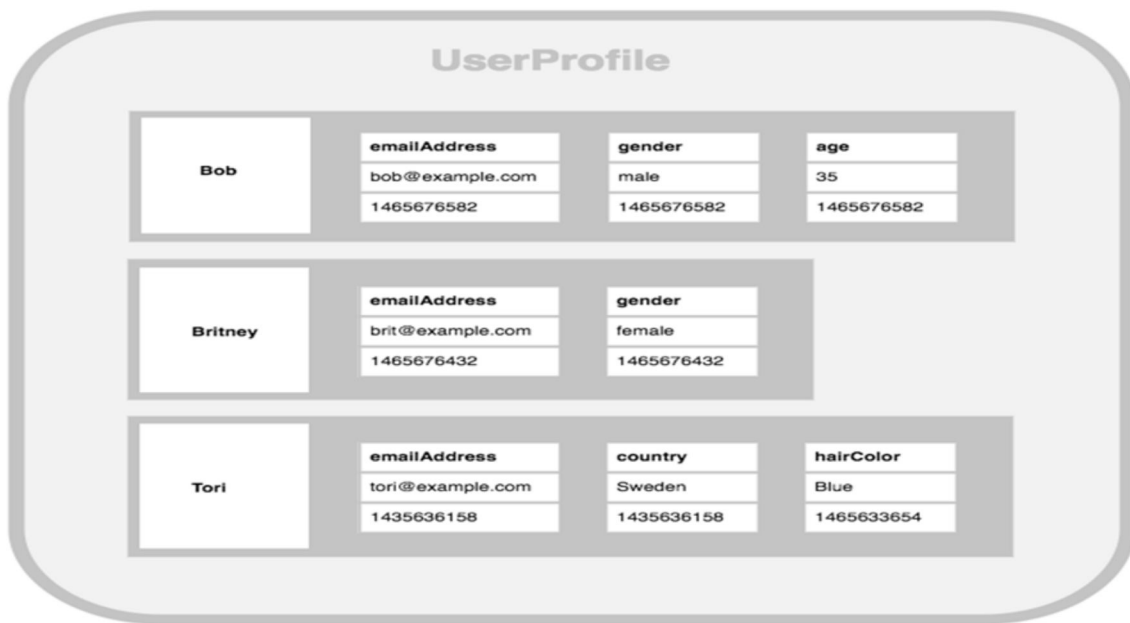 UserProfile
emailAddress gender age
Bob
bob@example.com male 35
1465676582 1465676582 1465676582
emailAddress gender
Britney
brit@example.com female
1465676432 1465676432
emailAddress country hairColor
Tori
tori@example.com Sweden Blue
1435636158 1435636158 1465633654